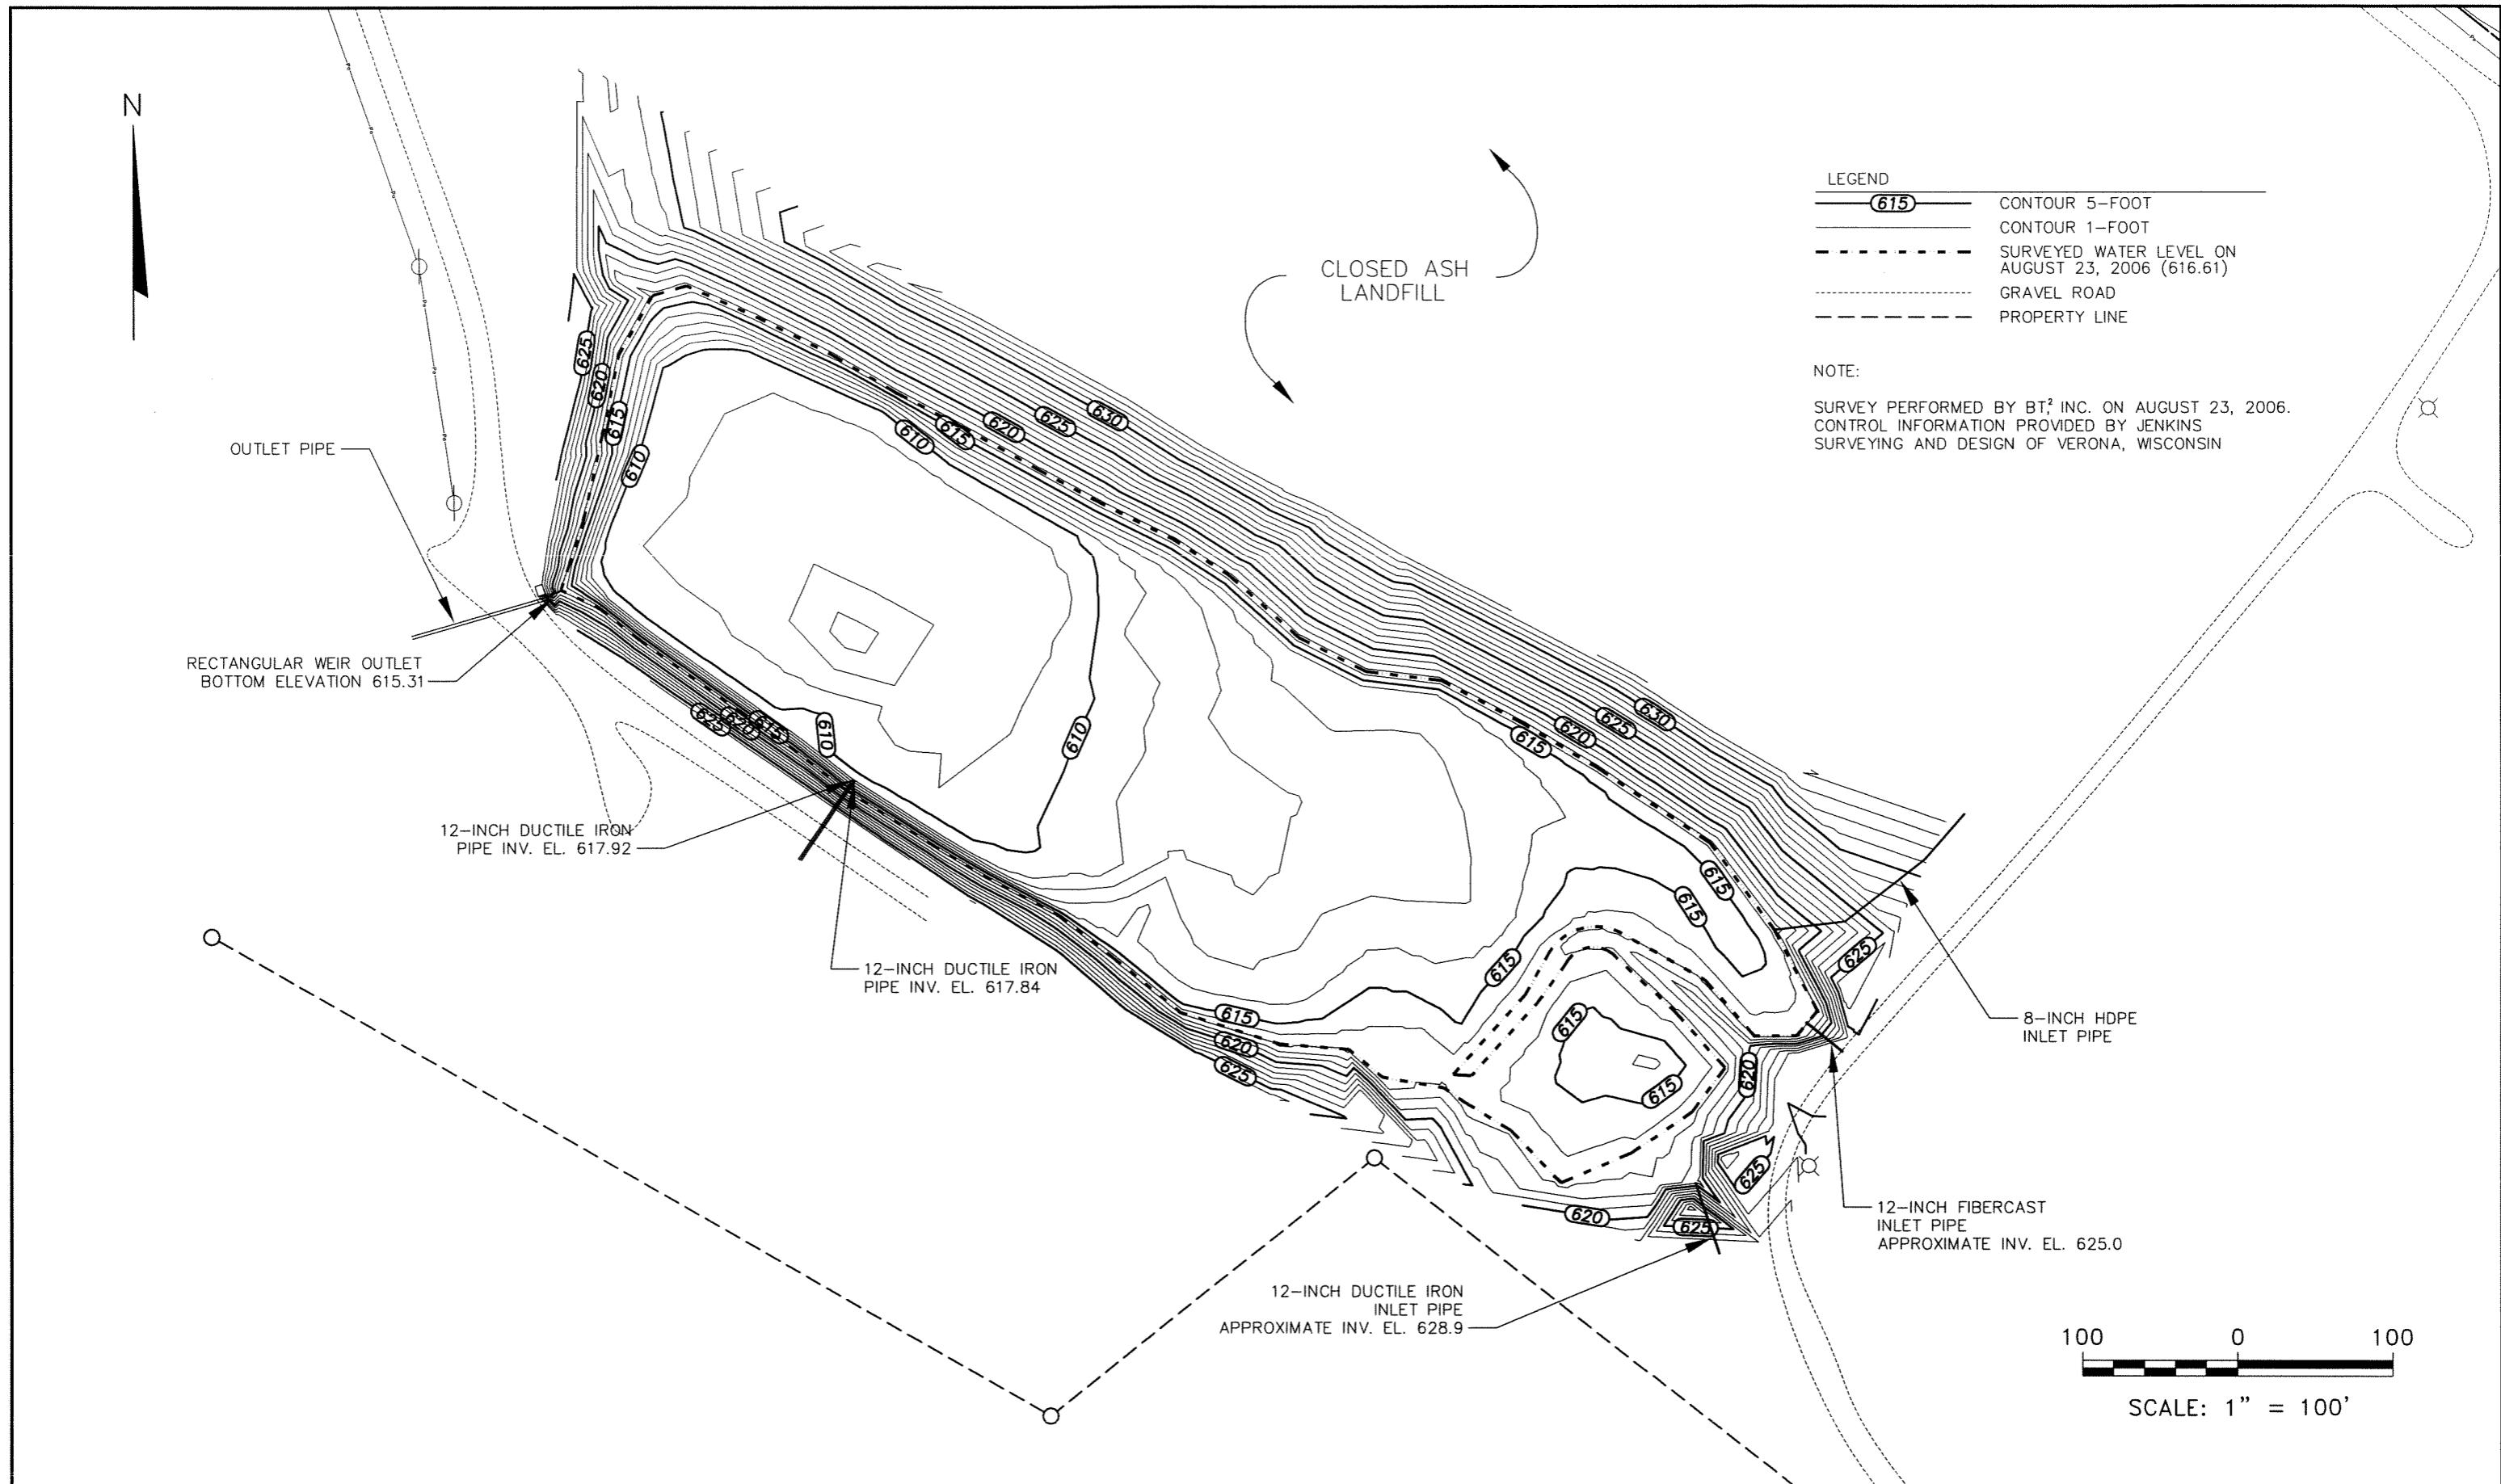 N
CLOSED ASH
LANDFILL
LEGEND
615
CONTOUR 5-FOOT
CONTOUR 1-FOOT
SURVEYED WATER LEVEL ON
AUGUST 23, 2006 (616.61)
GRAVEL ROAD
PROPERTY LINE
NOTE:
SURVEY PERFORMED BY BT,² INC. ON AUGUST 23, 2006.
CONTROL INFORMATION PROVIDED BY JENKINS
SURVEYING AND DESIGN OF VERONA, WISCONSIN
625
620
615
610
610
615
620
625
630
OUTLET PIPE
RECTANGULAR WEIR OUTLET
BOTTOM ELEVATION 615.31
625
620
615
610
610
615
620
625
630
12-INCH DUCTILE IRON
PIPE INV. EL. 617.92
12-INCH DUCTILE IRON
PIPE INV. EL. 617.84
615
615
615
625
615
620
625
615
615
620
625
620
625
8-INCH HDPE
INLET PIPE
12-INCH FIBERCAST
INLET PIPE
APPROXIMATE INV. EL. 625.0
12-INCH DUCTILE IRON
INLET PIPE
APPROXIMATE INV. EL. 628.9
100 0 100
SCALE: 1" = 100'